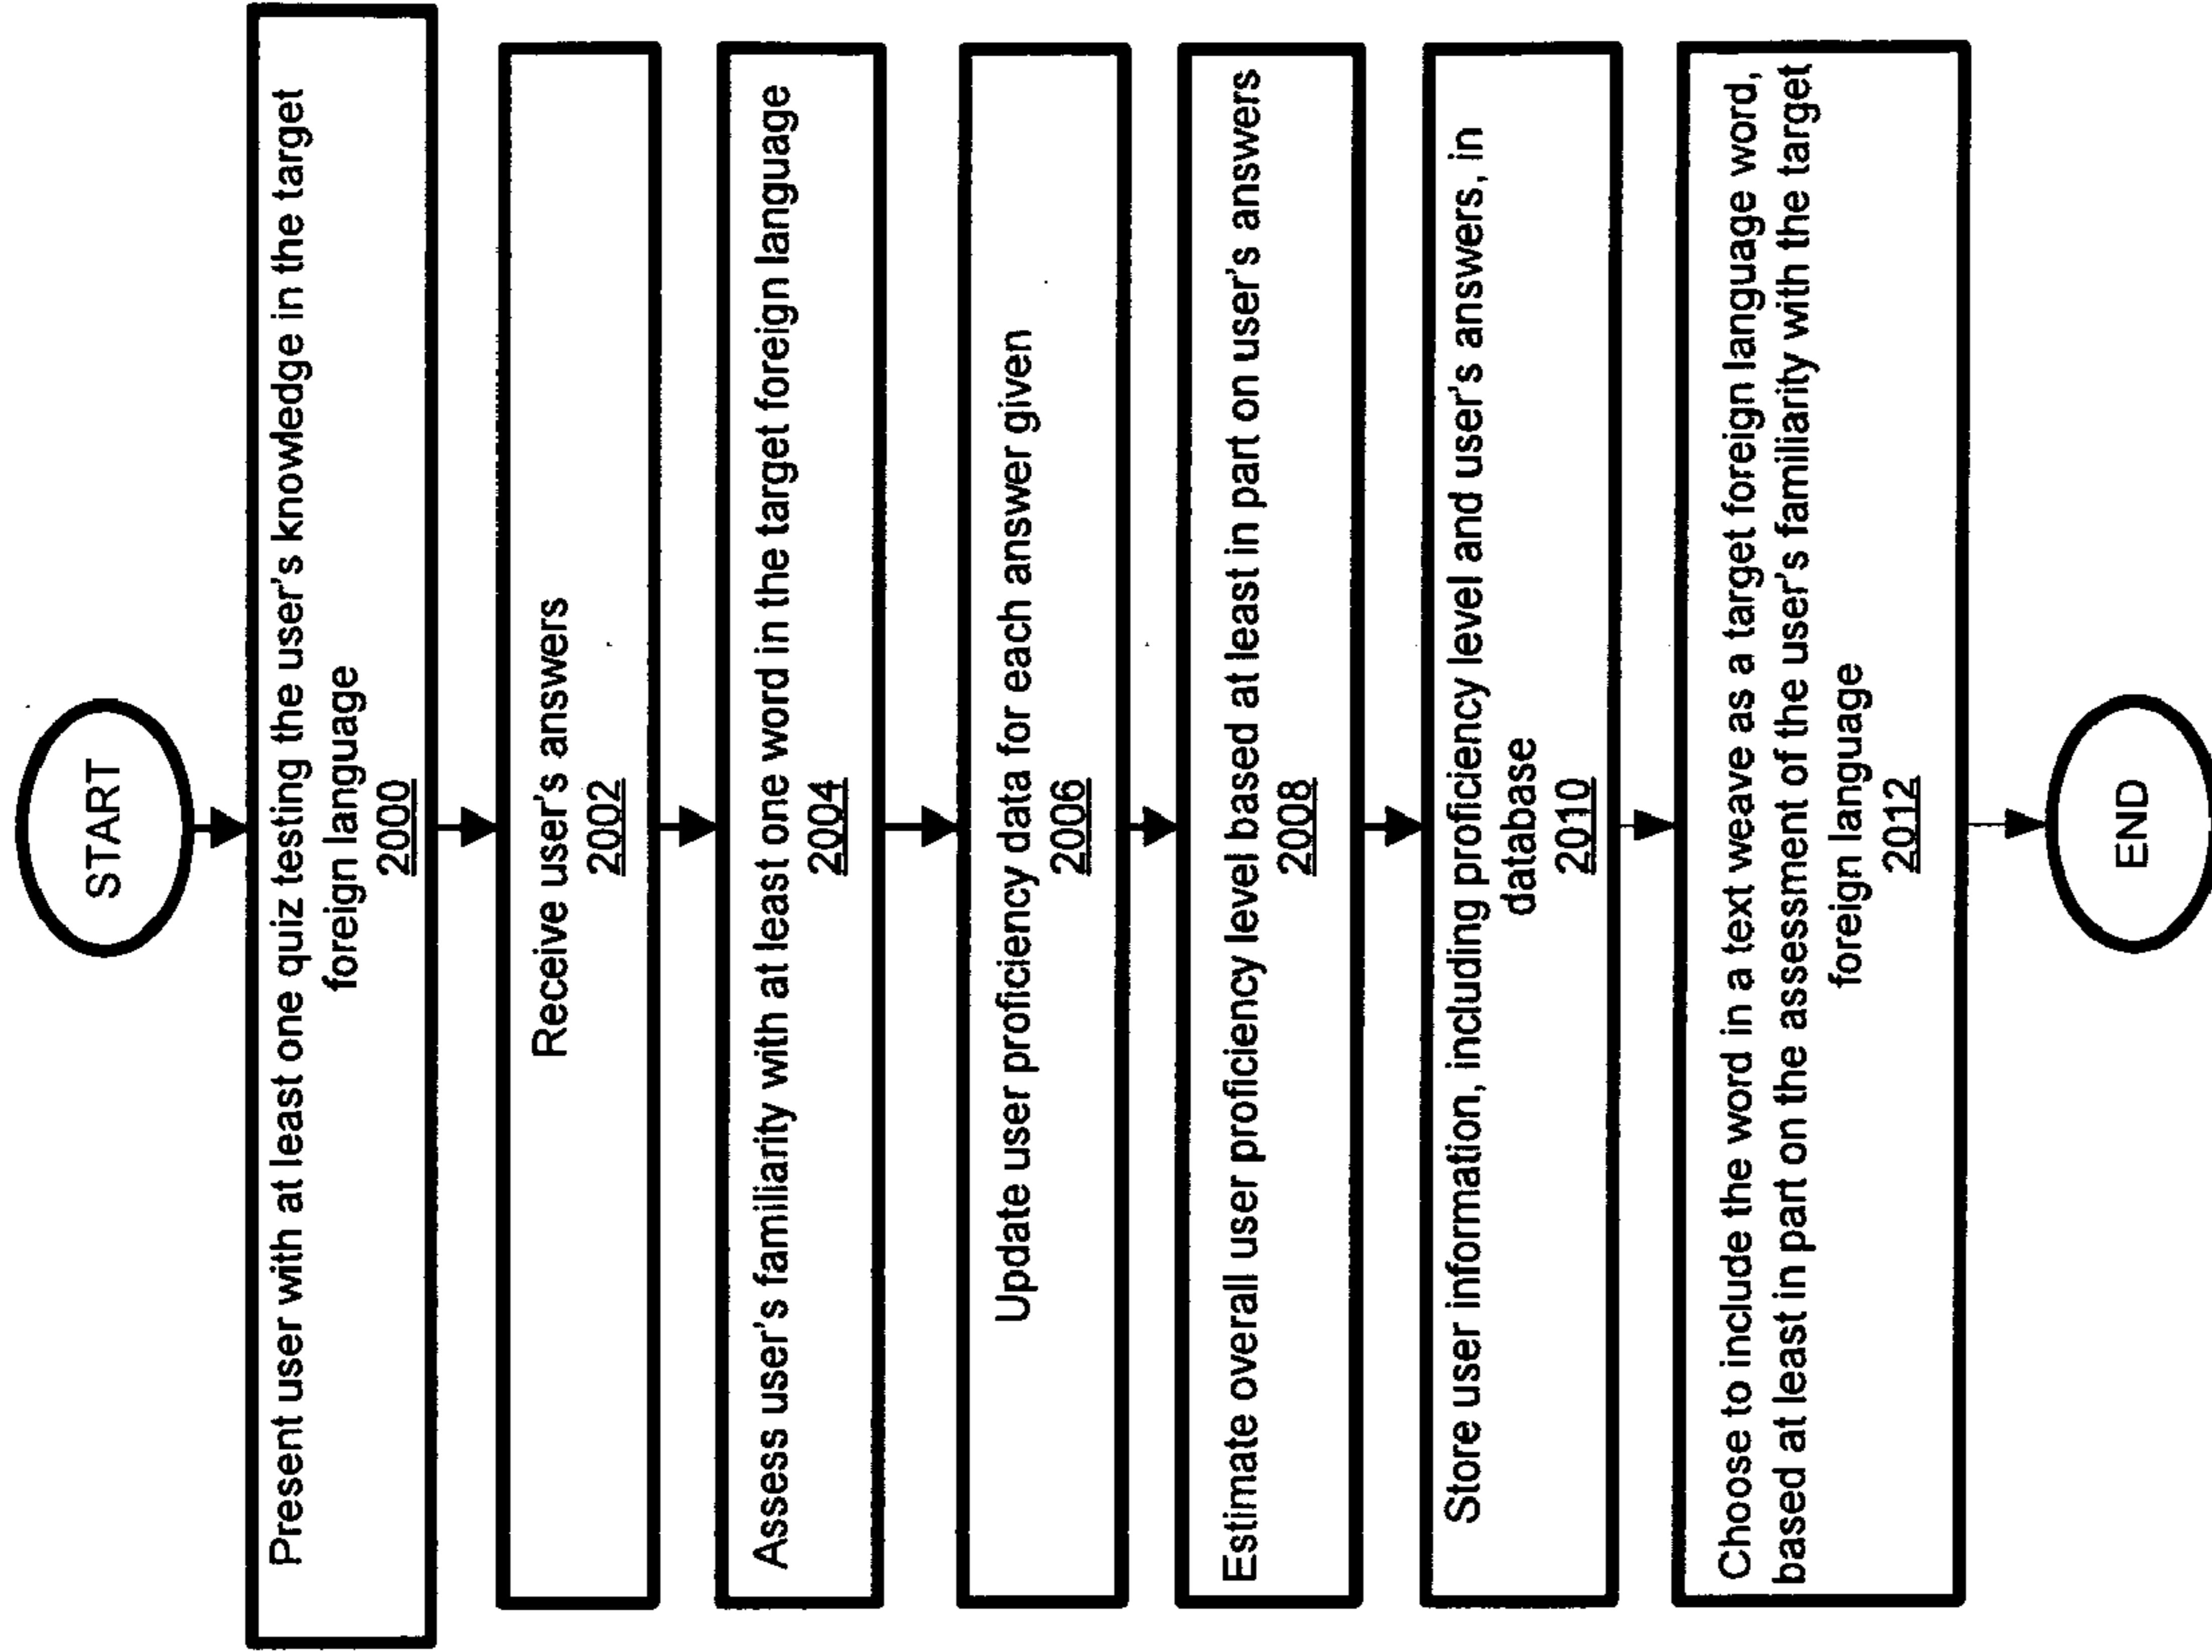 START
Present user with at least one quiz testing the user's knowledge in the target
foreign language
2000
Receive user's answers
2002
Assess user's familiarity with at least one word in the target foreign language
2004
Update user proficiency data for each answer given
2006
Estimate overall user proficiency level based at least in part on user's answers
2008
Store user information, including proficiency level and user's answers, in
database
2010
Choose to include the word in a text weave as a target foreign language word,
based at least in part on the assessment of the user's familiarity with the target
foreign language
2012
END